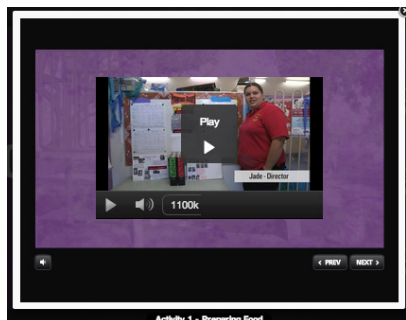 Play
Jade - Director
1100k
< PREV
NEXT >
Activity 1 - Preparing Food